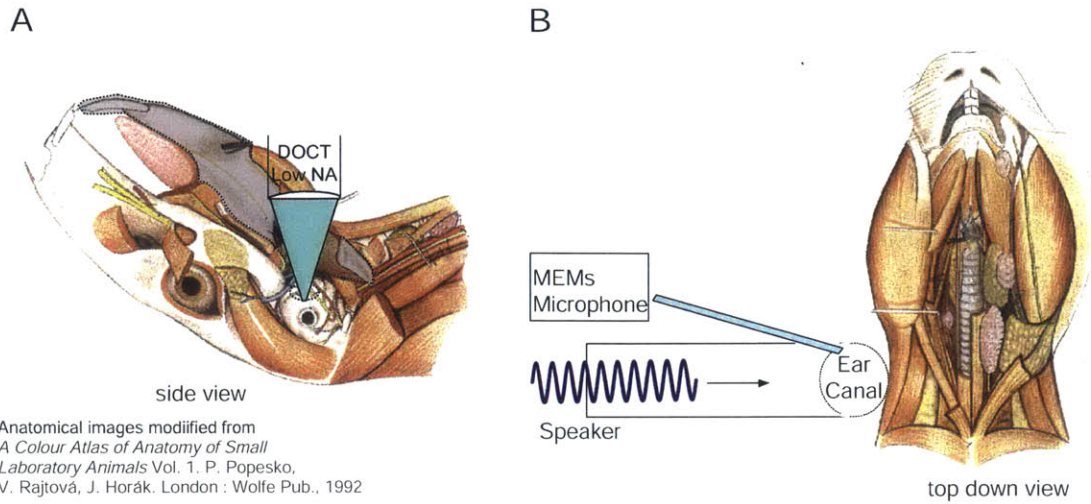 A
B
DOCT
Low NA
MEMs
Microphone
Ear
Canal
Speaker
side view
Anatomical images modiified from
A Colour Atlas of Anatomy of Small
Laboratory Animals Vol. 1. P. Popesko,
V. Rajtová, J. Horák. London : Wolfe Pub., 1992
top down view